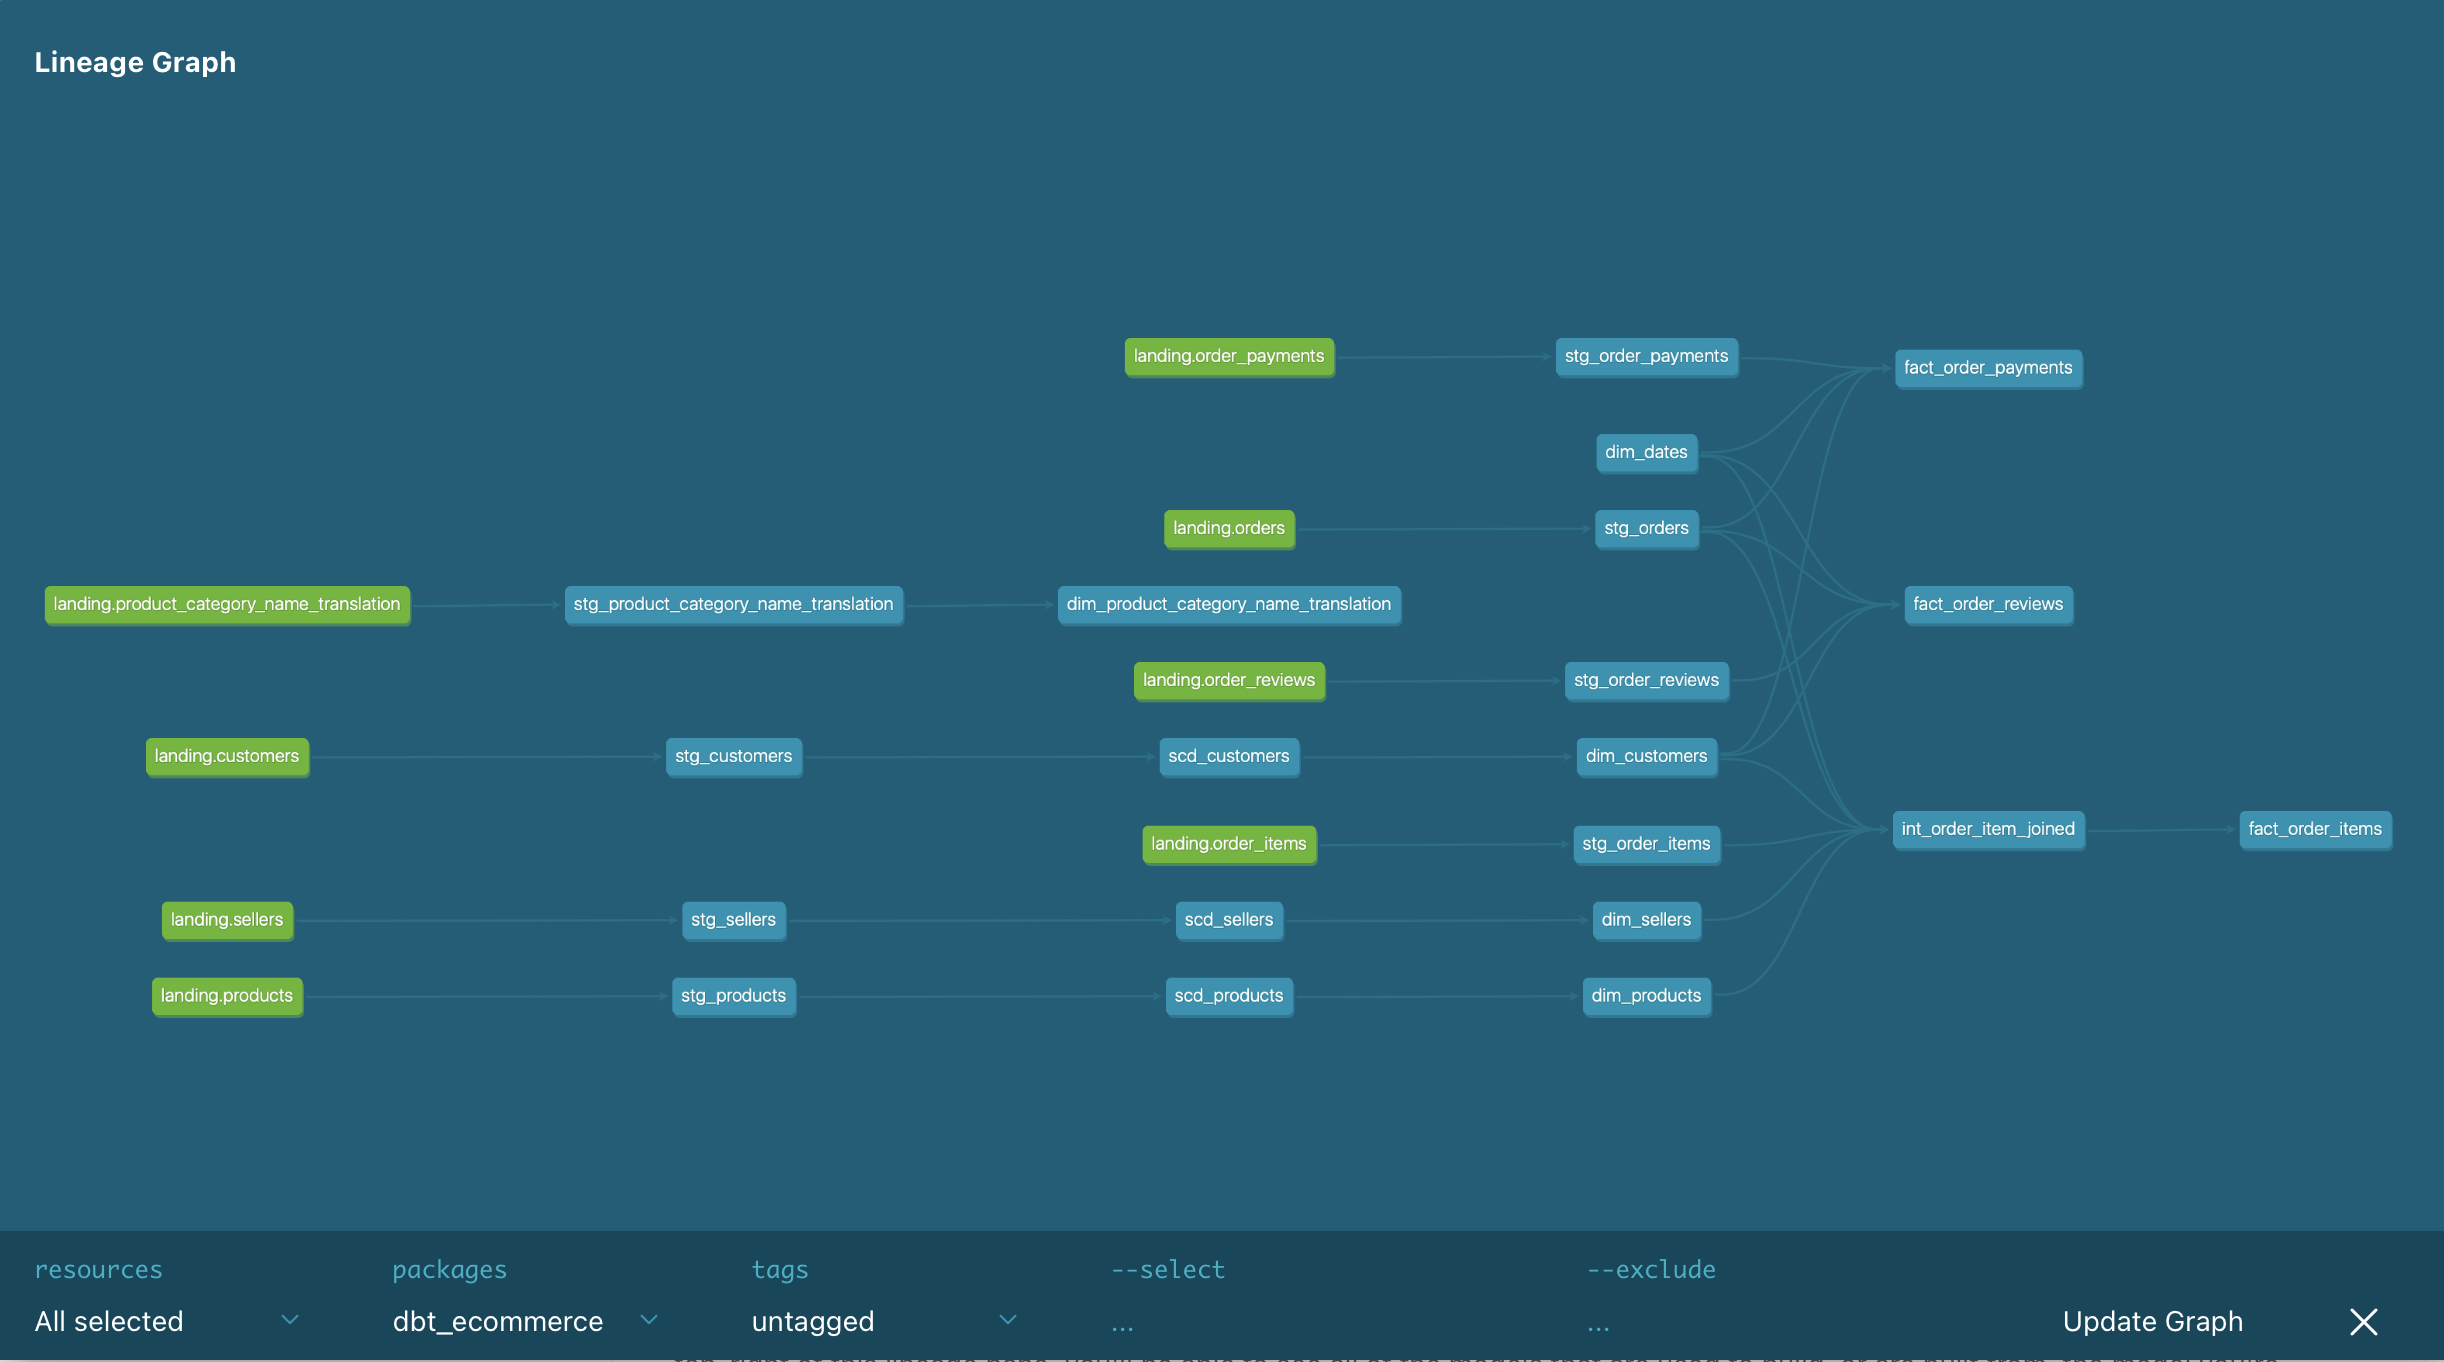 Lineage Graph
landing.order_payments
stg_order_payments
fact_order_payments
dim_dates
landing.orders
stg_orders
landing.product_category_name_translation
stg_product_category_name_translation
dim_product_category_name_translation
fact_order_reviews
landing.order_reviews
stg_order_reviews
landing.customers
stg_customers
scd_customers
dim_customers
landing.order_items
stg_order_items
int_order_item_joined
fact_order_items
landing.sellers
stg_sellers
scd_sellers
dim_sellers
landing.products
stg_products
scd_products
dim_products
resources
packages
tags
--select
--exclude
All selected
dbt_ecommerce
untagged
...
...
Update Graph